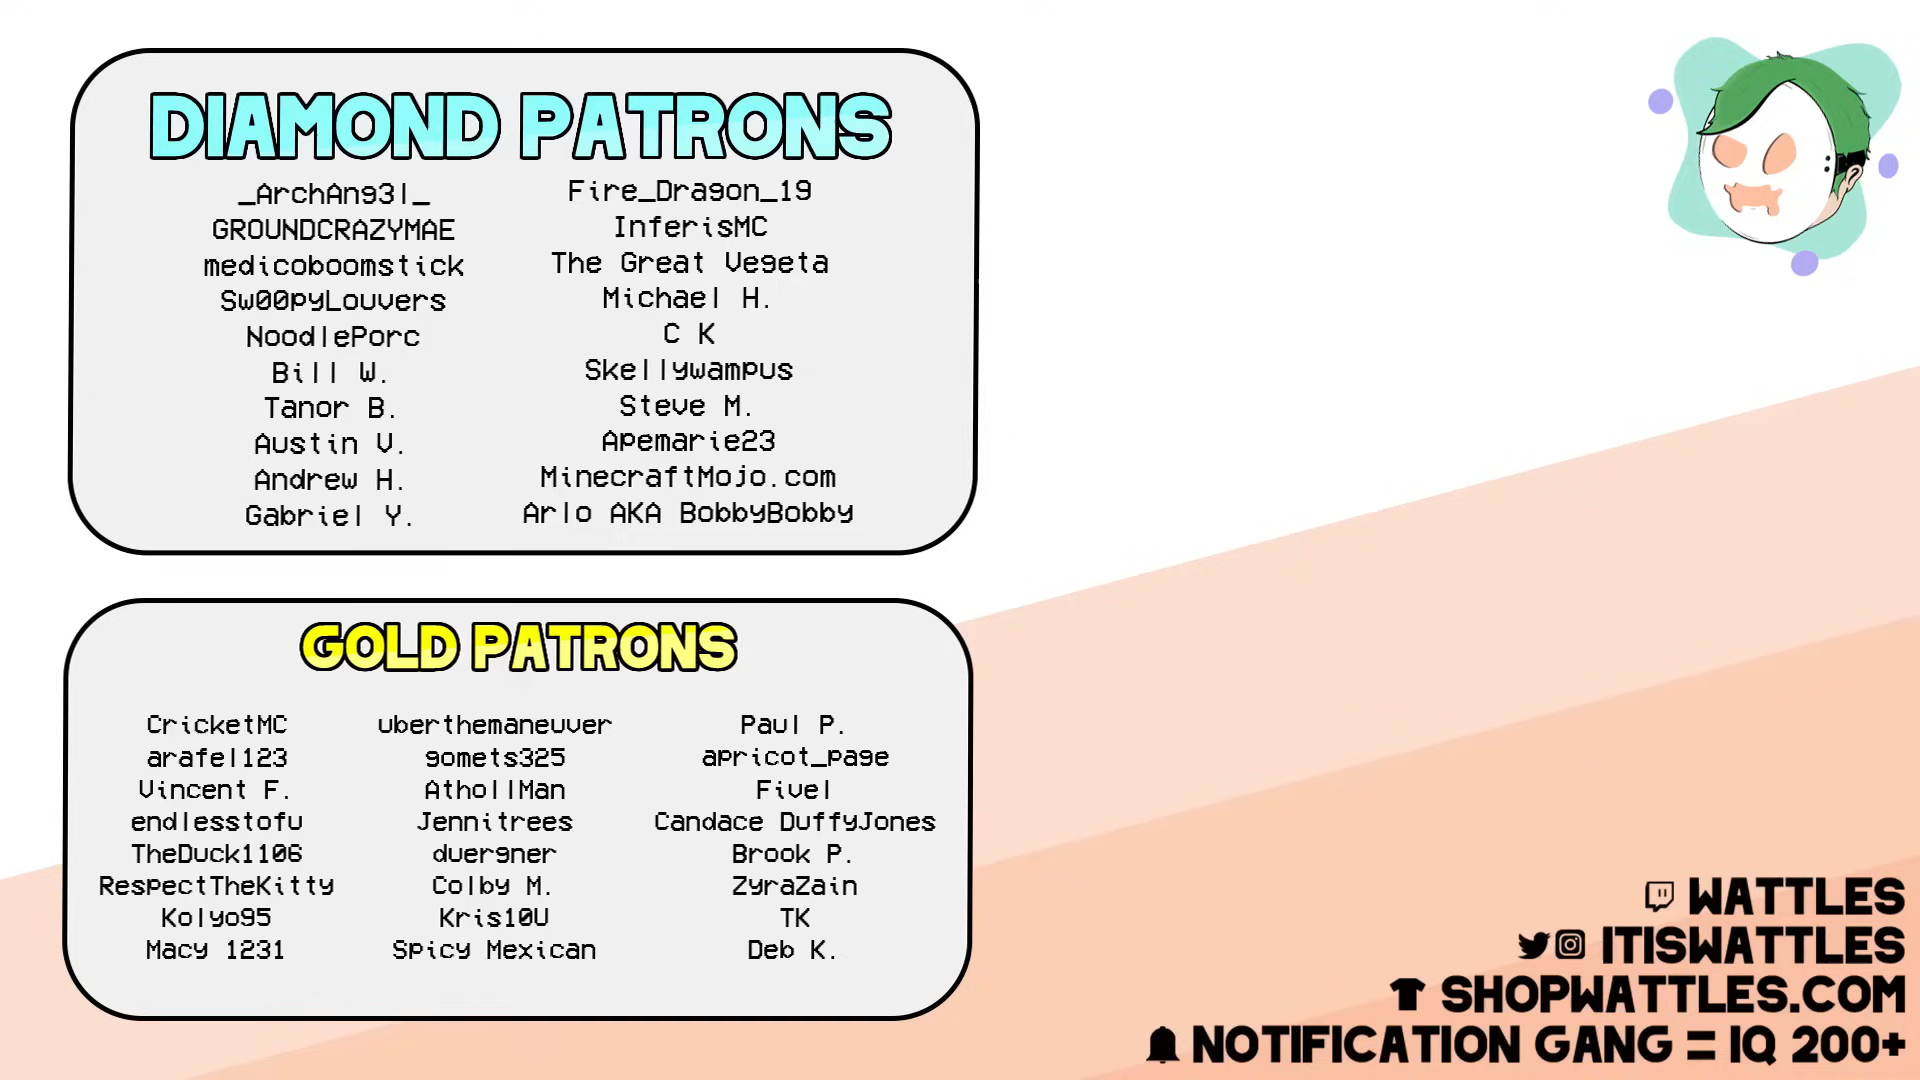 DIAMOND PATRONS
_ArchAng3l_
GROUNDCRAZYMAE
medicoboomstick
Sw00pyLouvers
NoodlePorc
Bill W.
Tanor B.
Austin V.
Andrew H.
Gabriel Y.
Fire_Dragon_19
InferisMC
The Great Vegeta
Michael H.
C K
Skellywampus
Steve M.
Apemarie23
MinecraftMojo.com
Arlo AKA BobbyBobby
GOLD PATRONS
CricketMC
arafel123
Vincent F.
endlesstofu
TheDuck1106
RespectTheKitty
Kolyo95
Macy 1231
uberthemaneuver
gomets325
AthollMan
Jennitrees
duergner
Colby M.
Kris10U
Spicy Mexican
Paul P.
apricot_page
Fivel
Candace DuffyJones
Brook P.
ZyraZain
TK
Deb K.
WATTLES
ITISWATTLES
SHOPWATTLES.COM
NOTIFICATION GANG = IQ 200+